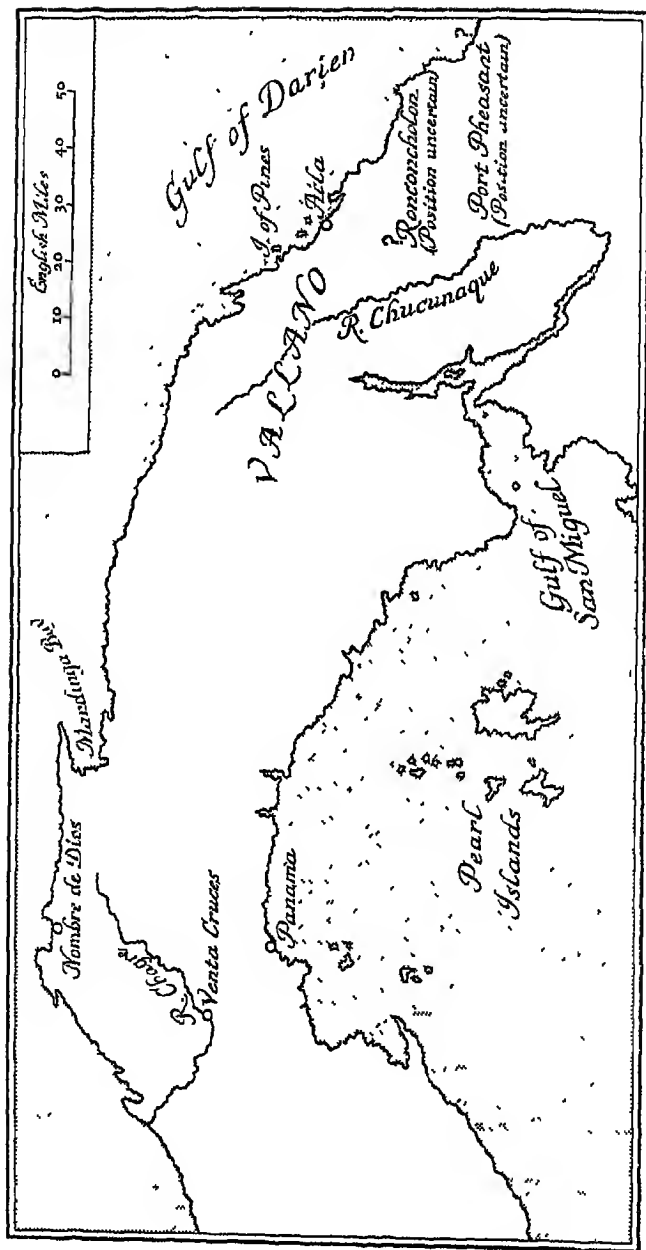 English Miles
0 10 20 30 40 50
Gulf of Darien
I. of Pines
Acla
VALLANO
R. Chucunaque
?
Ronconcholon
(Position uncertain)
?
Port Pheasant
(Position uncertain)
Gulf of
San Miguel
Nombre de Dios
R. Chagre
Venta Cruces
Panama
Pearl
Islands